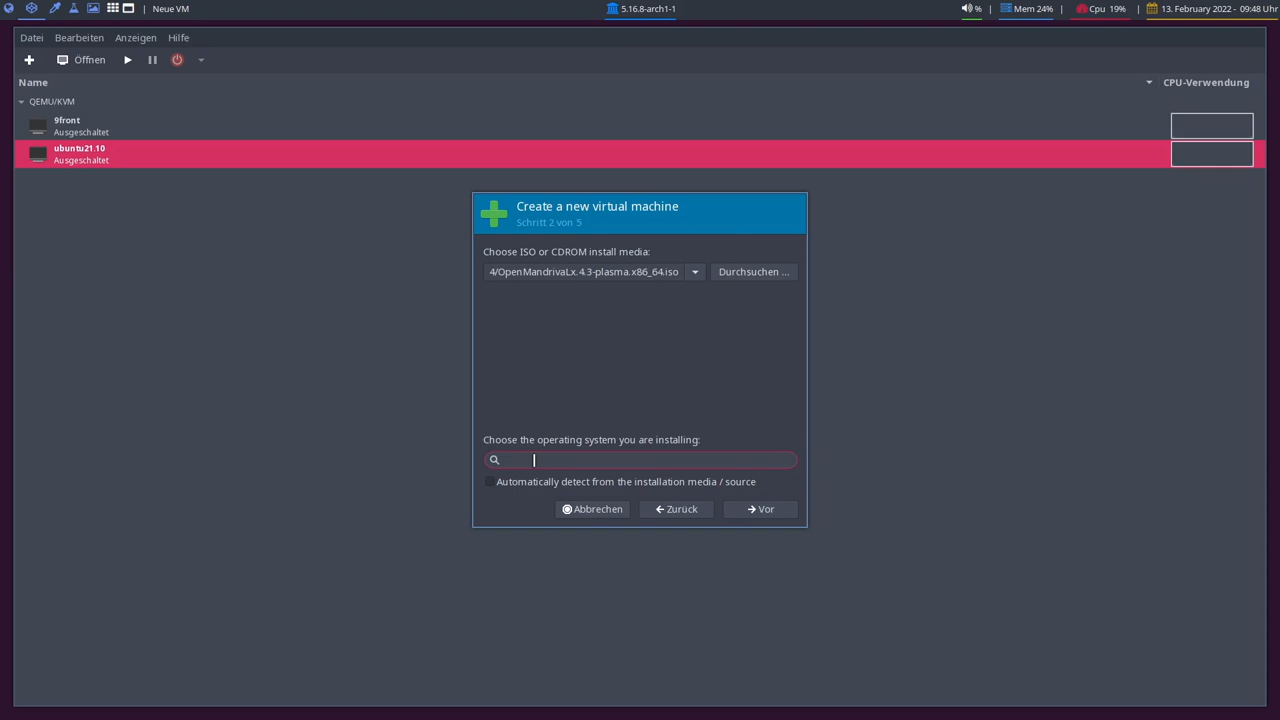 Neue VM
5.16.8-arch1-1
% | Mem 24% | Cpu 19% | 13. February 2022 - 09:48 Uhr
Datei Bearbeiten Anzeigen Hilfe
Öffnen
Name CPU-Verwendung
QEMU/KVM
9front
Ausgeschaltet
ubuntu21.10
Ausgeschaltet
Create a new virtual machine
Schritt 2 von 5
Choose ISO or CDROM install media:
4/OpenMandrivaLx.4.3-plasma.x86_64.iso Durchsuchen ...
Choose the operating system you are installing:
Automatically detect from the installation media / source
Abbrechen Zurück Vor